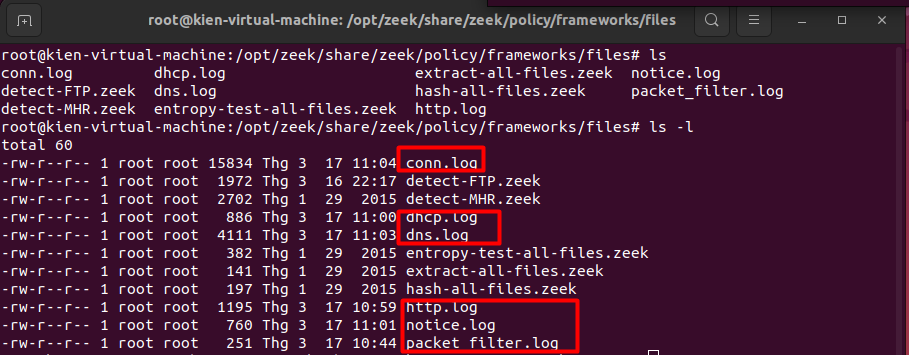 root@kien-virtual-machine: /opt/zeek/share/zeek/policy/frameworks/files
root@kien-virtual-machine:/opt/zeek/share/zeek/policy/frameworks/files# ls
conn.log dhcp.log extract-all-files.zeek notice.log
detect-FTP.zeek dns.log hash-all-files.zeek packet_filter.log
detect-MHR.zeek entropy-test-all-files.zeek http.log
root@kien-virtual-machine:/opt/zeek/share/zeek/policy/frameworks/files# ls -l
total 60
-rw-r--r-- 1 root root 15834 Thg 3 17 11:04 conn.log
-rw-r--r-- 1 root root 1972 Thg 3 16 22:17 detect-FTP.zeek
-rw-r--r-- 1 root root 2702 Thg 1 29 2015 detect-MHR.zeek
-rw-r--r-- 1 root root 886 Thg 3 17 11:00 dhcp.log
-rw-r--r-- 1 root root 4111 Thg 3 17 11:03 dns.log
-rw-r--r-- 1 root root 382 Thg 1 29 2015 entropy-test-all-files.zeek
-rw-r--r-- 1 root root 141 Thg 1 29 2015 extract-all-files.zeek
-rw-r--r-- 1 root root 197 Thg 1 29 2015 hash-all-files.zeek
-rw-r--r-- 1 root root 1195 Thg 3 17 10:59 http.log
-rw-r--r-- 1 root root 760 Thg 3 17 11:01 notice.log
-rw-r--r-- 1 root root 251 Thg 3 17 10:44 packet_filter.log